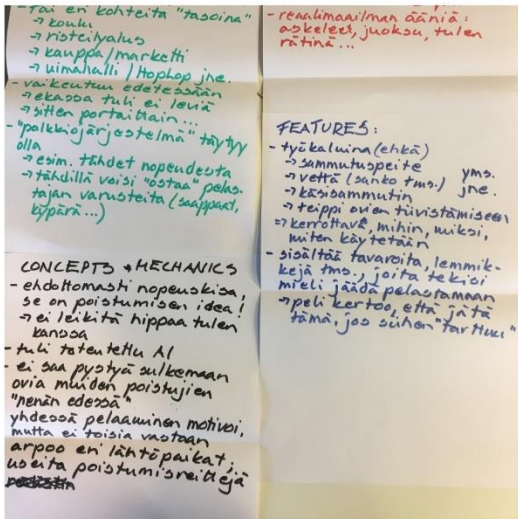 - Tai eri kohteita "tasoina"
→ koulu
→ risteilyalus
→ kauppa/marketti
→ uimahalli / Hophop jne.
- vaikeutuu edetessään
→ ekassa tuli ei leviä
→ sitten portaittain...
- "palkkiojärjestelmä" täytyy
olla
→ esim. tähdet nopeudesta
→ tähdillä voisi "ostaa" pelas-
tajan varusteita (saappaat,
kypärä...)
CONCEPTS & MECHANICS
- ehdottomasti nopeuskisa,
se on poistumisen idea!
→ ei leikitä hippaa tulen
kanssa
- tuli toteutettu AI
- ei saa pystyä sulkemaan
ovia muiden poistujien
"nenän edessä"
yhdessä pelaaminen motivoi,
mutta ei toisia vastaan
arpoo eri lähtöpaikat,
useita poistumisreittejä
- reaalimaailman ääniä:
askeleet, juoksu, tulen
rätinä...
FEATURES:
- työkaluina (ehkä)
→ sammutuspeite yms.
→ vettä (sanko tms.) jne.
→ käsisammutin
→ teippi ovien tiivistämiseen
⇒ kerrottava, mihin, miksi,
miten käytetään
- sisältää tavaroita, lemmik-
kejä tms., joita tekisi
mieli jäädä pelastamaan
→ peli kertoo, että jätä
tämä, jos siihen "tarttuu"